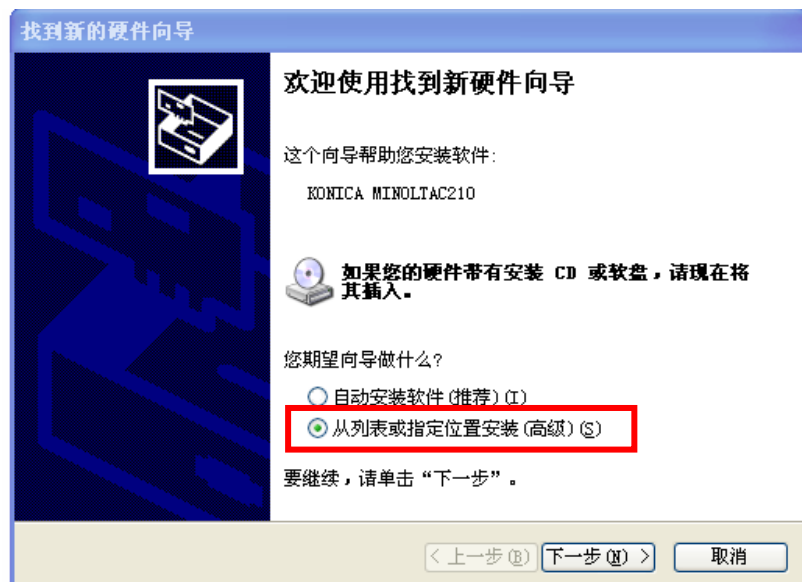 找到新的硬件向导
欢迎使用找到新硬件向导
这个向导帮助您安装软件:
KONICA MINOLTAC210
如果您的硬件带有安装 CD 或软盘，请现在将
其插入。
您期望向导做什么?
自动安装软件(推荐)(I)
从列表或指定位置安装(高级)(S)
要继续，请单击“下一步”。
< 上一步(B)
下一步(N) >
取消